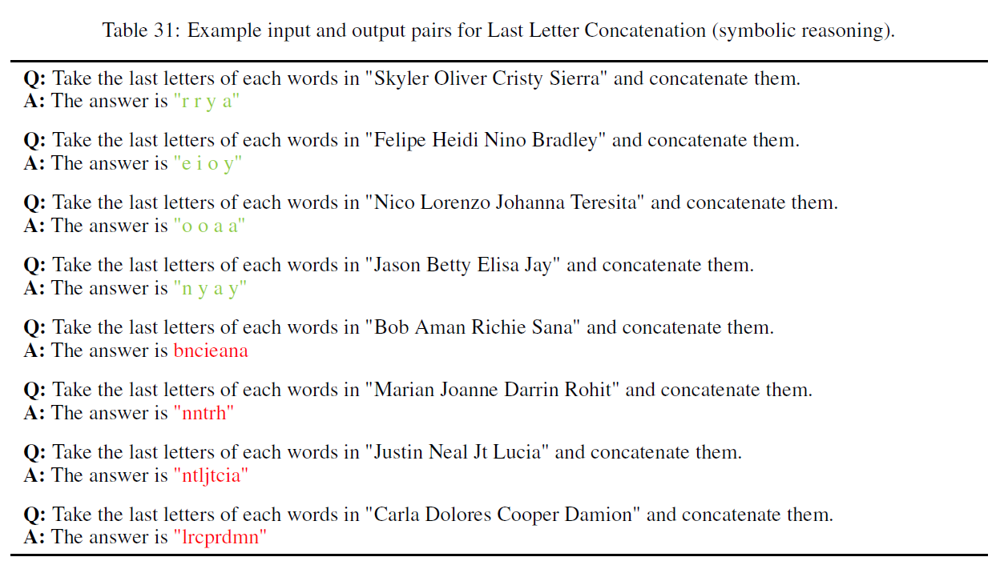 Table 31: Example input and output pairs for Last Letter Concatenation (symbolic reasoning).
Q: Take the last letters of each words in "Skyler Oliver Cristy Sierra" and concatenate them.
A: The answer is "r r y a"
Q: Take the last letters of each words in "Felipe Heidi Nino Bradley" and concatenate them.
A: The answer is "e i o y"
Q: Take the last letters of each words in "Nico Lorenzo Johanna Teresita" and concatenate them.
A: The answer is "o o a a"
Q: Take the last letters of each words in "Jason Betty Elisa Jay" and concatenate them.
A: The answer is "n y a y"
Q: Take the last letters of each words in "Bob Aman Richie Sana" and concatenate them.
A: The answer is bncieana
Q: Take the last letters of each words in "Marian Joanne Darrin Rohit" and concatenate them.
A: The answer is "nntrh"
Q: Take the last letters of each words in "Justin Neal Jt Lucia" and concatenate them.
A: The answer is "ntljtcia"
Q: Take the last letters of each words in "Carla Dolores Cooper Damion" and concatenate them.
A: The answer is "lrcprdmn"